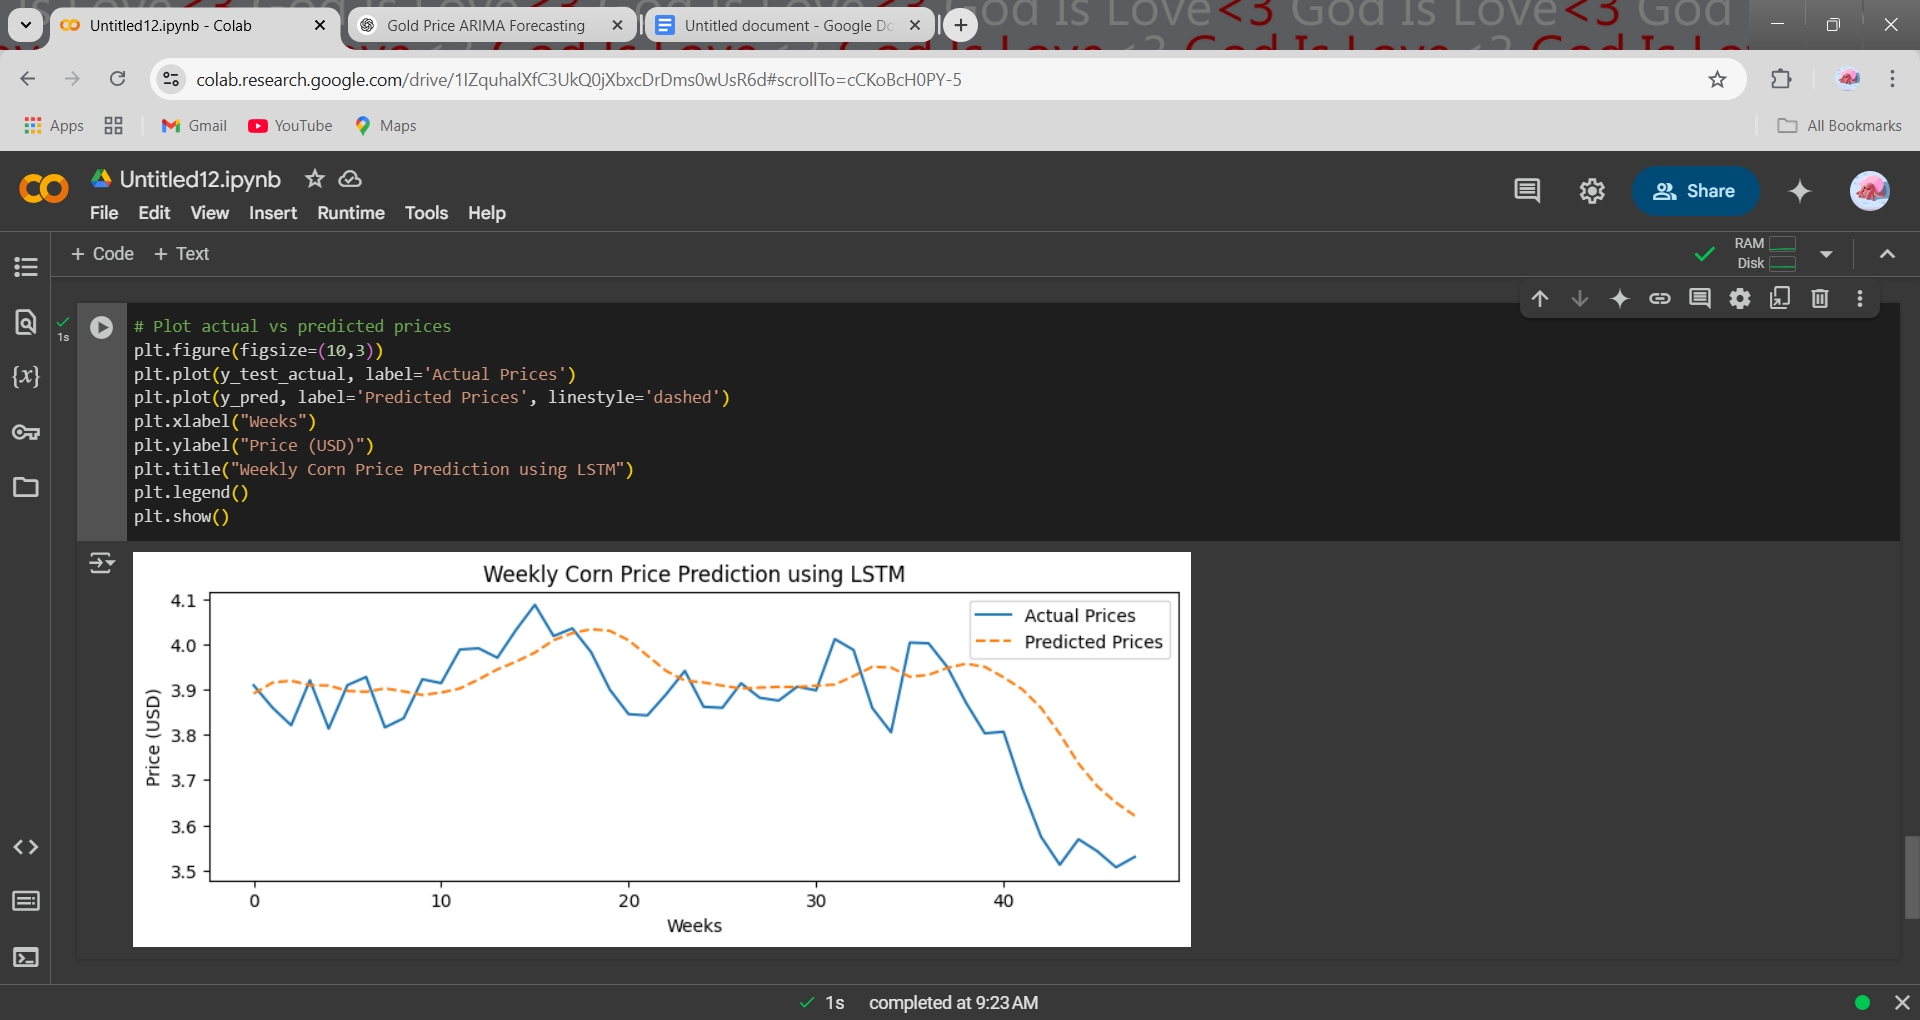 God Is Love<3 God Is Love<3 God
Untitled12.ipynb - Colab
Gold Price ARIMA Forecasting
Untitled document - Google Do
colab.research.google.com/drive/1IZquhalXfC3UkQ0jXbxcDrDms0wUsR6d#scrollTo=cCKoBcH0PY-5
Apps
Gmail
YouTube
Maps
All Bookmarks
Untitled12.ipynb
Share
File Edit View Insert Runtime Tools Help
+ Code + Text
RAM
Disk
1s
# Plot actual vs predicted prices
plt.figure(figsize=(10,3))
plt.plot(y_test_actual, label='Actual Prices')
plt.plot(y_pred, label='Predicted Prices', linestyle='dashed')
plt.xlabel("Weeks")
plt.ylabel("Price (USD)")
plt.title("Weekly Corn Price Prediction using LSTM")
plt.legend()
plt.show()
Weekly Corn Price Prediction using LSTM
Actual Prices
Predicted Prices
Price (USD)
4.1
4.0
3.9
3.8
3.7
3.6
3.5
0 10 20 30 40
Weeks
1s completed at 9:23 AM